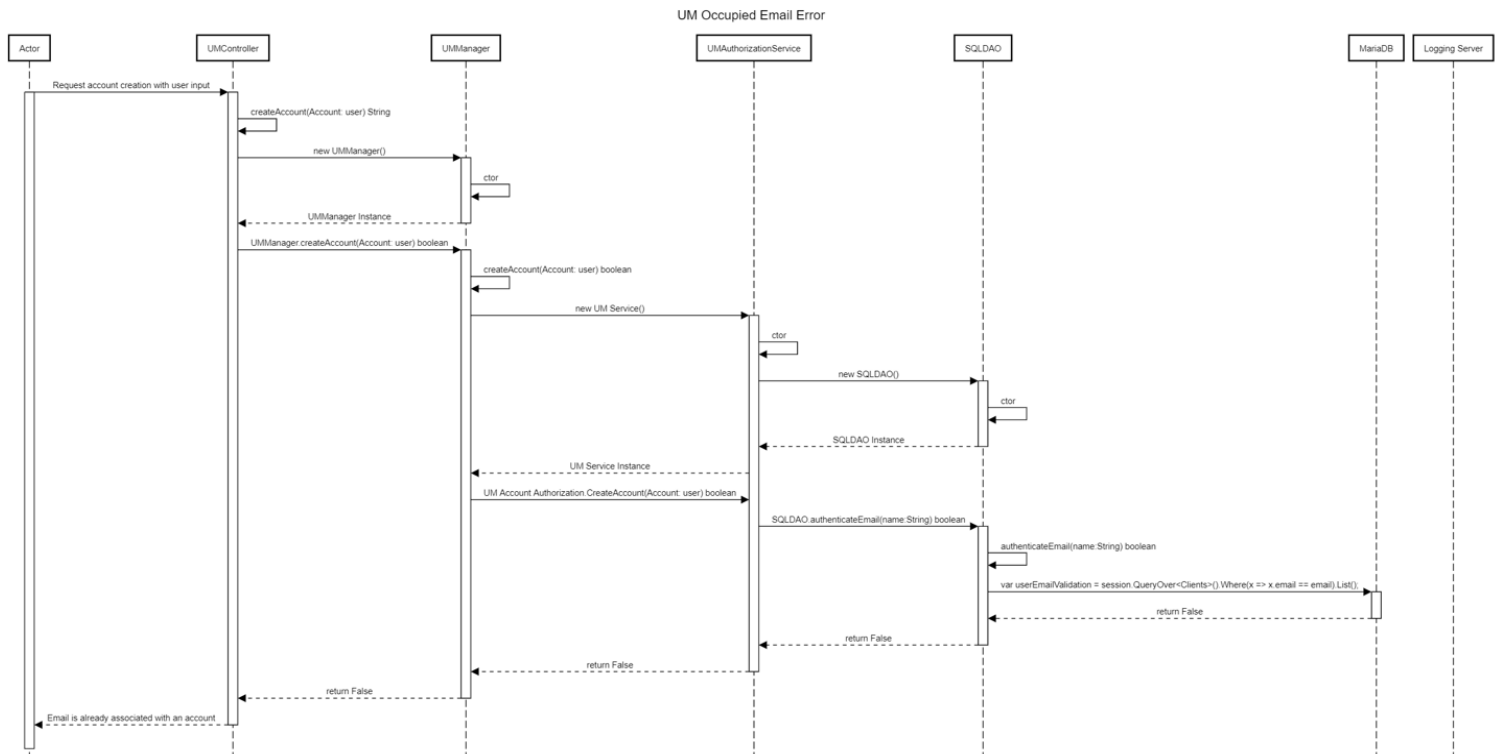 UM Occupied Email Error
Actor
UMController
UMManager
UMAuthorizationService
SQLDAO
MariaDB
Logging Server
Request account creation with user input
createAccount(Account: user) String
new UMManager()
ctor
UMManager Instance
UMManager.createAccount(Account: user) boolean
createAccount(Account: user) boolean
new UM Service()
ctor
new SQLDAO()
ctor
SQLDAO Instance
UM Service Instance
UM Account Authorization.CreateAccount(Account: user) boolean
SQLDAO.authenticateEmail(name:String) boolean
authenticateEmail(name:String) boolean
var userEmailValidation = session.QueryOver<Clients>().Where(x => x.email == email).List();
return False
return False
return False
return False
Email is already associated with an account